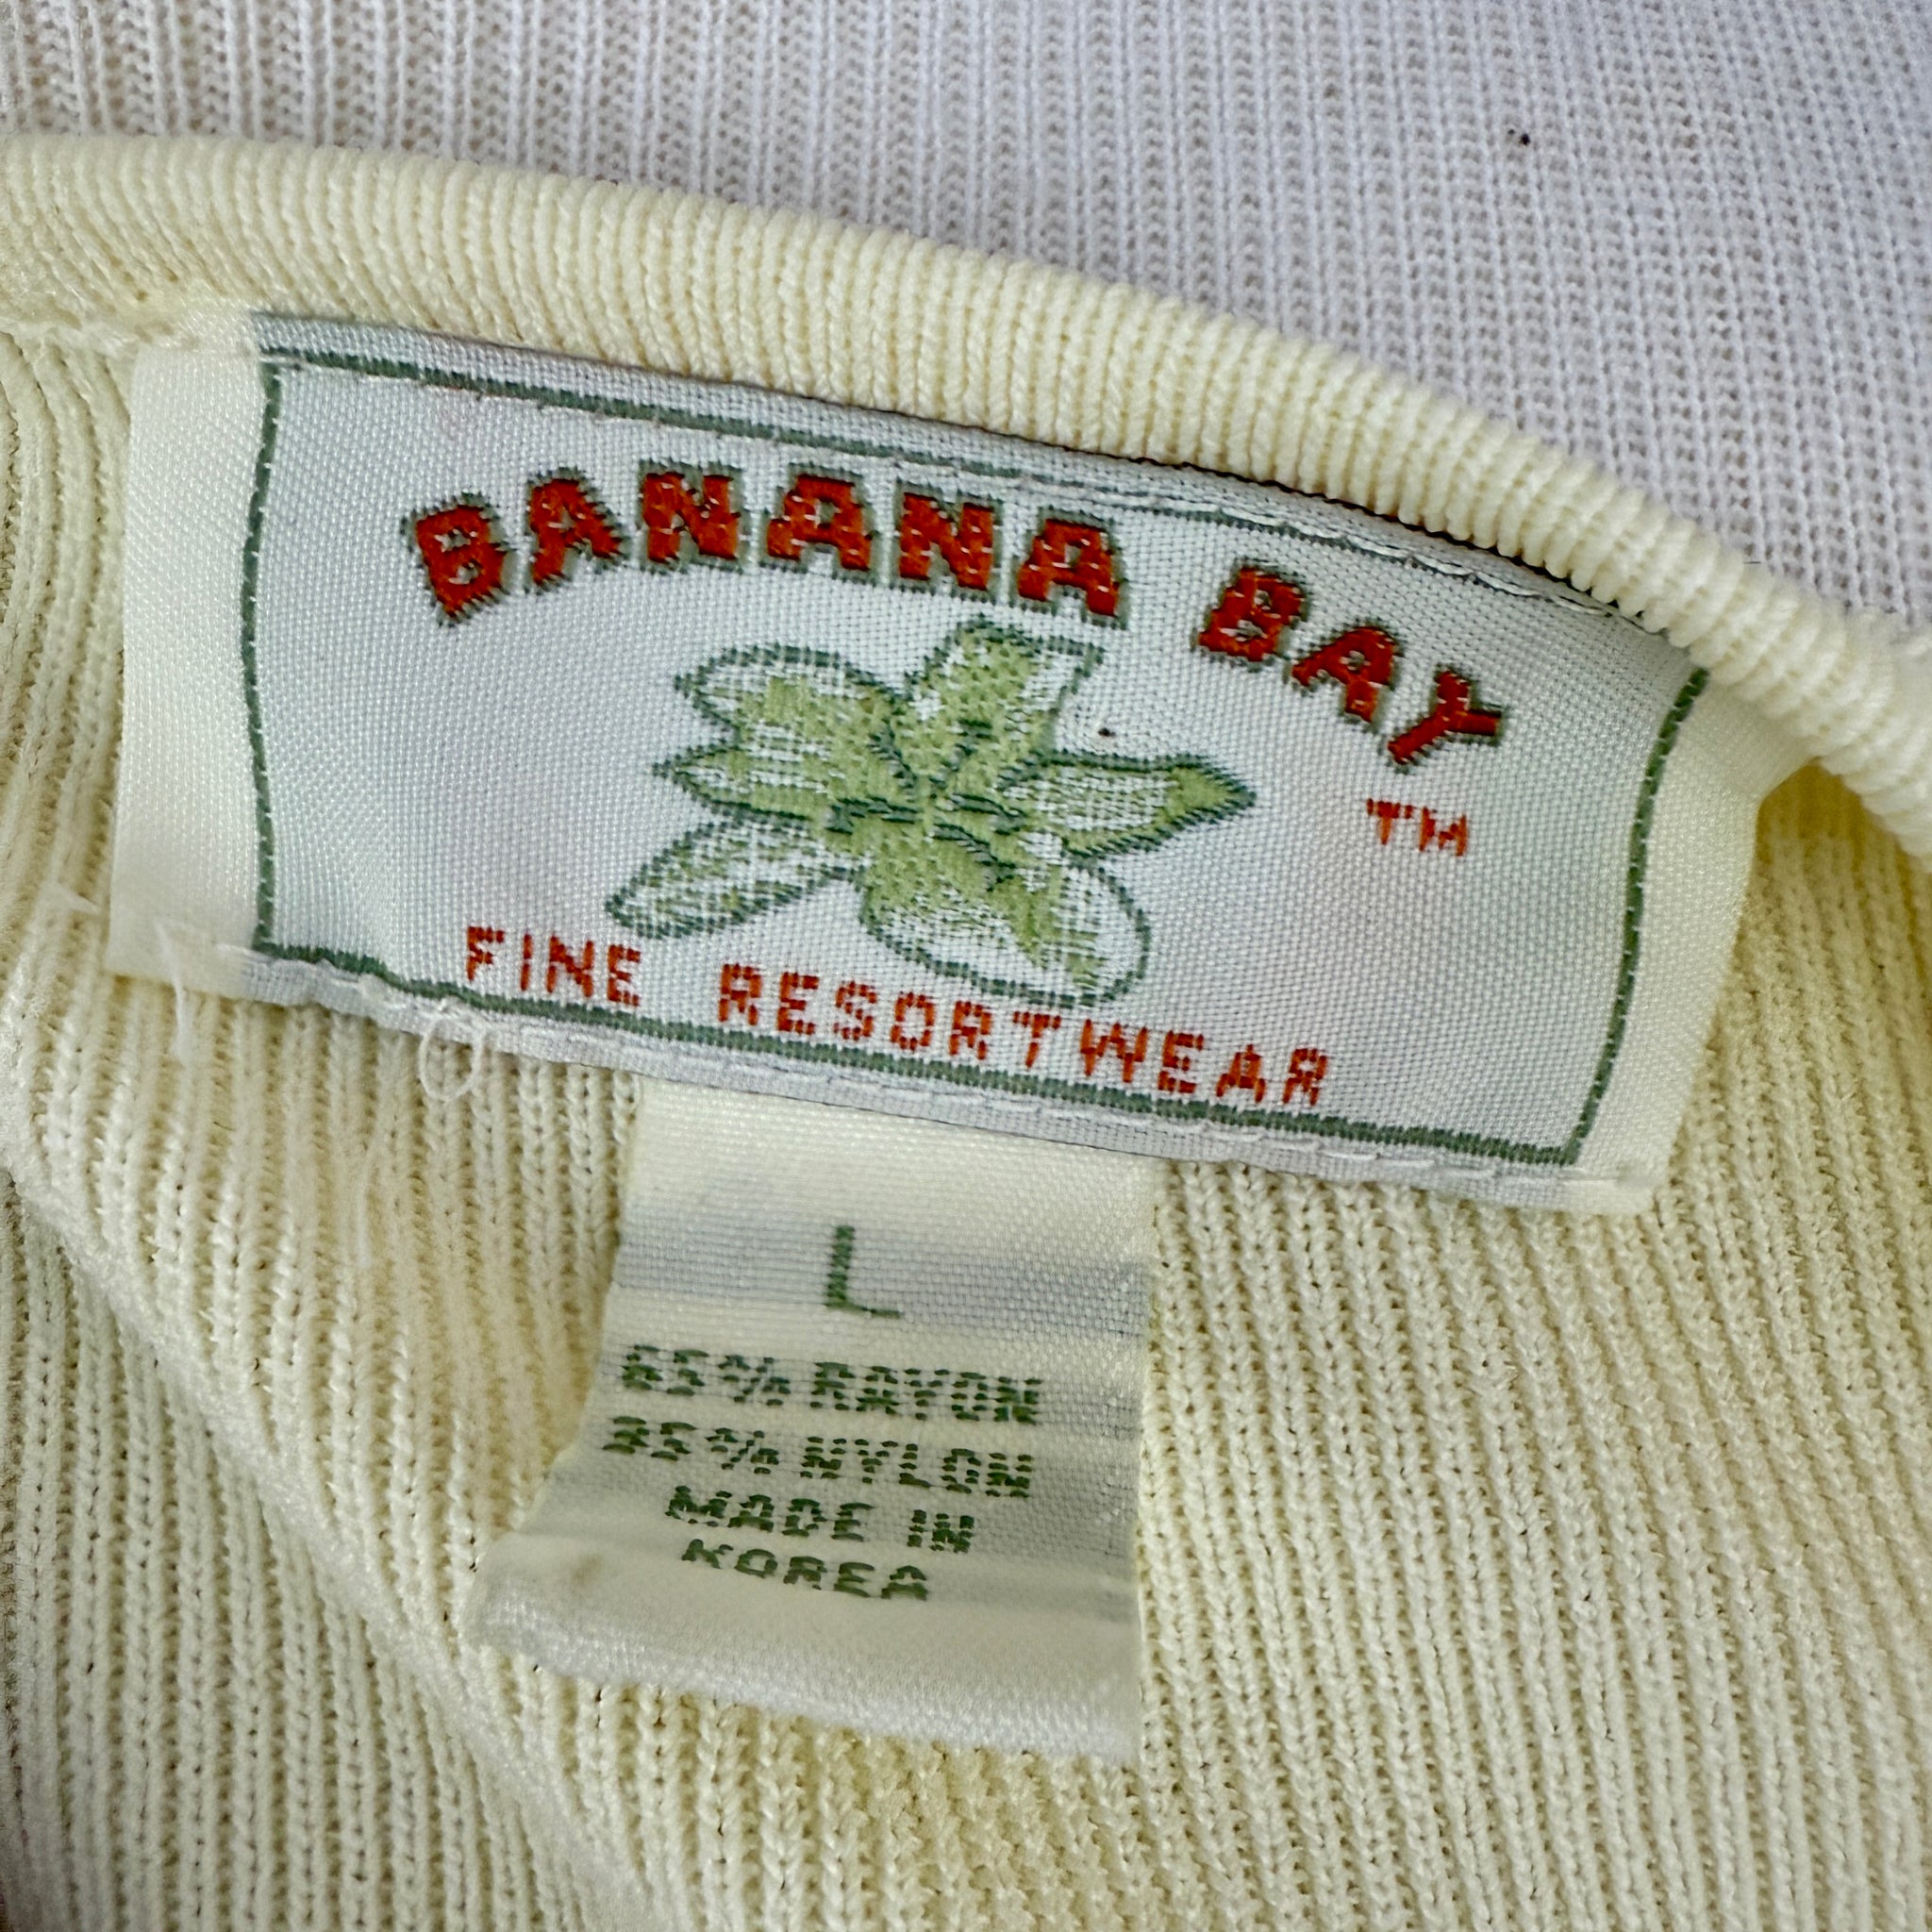 BANANA BAY
TM
FINE RESORTWEAR
L
65% RAYON
35% NYLON
MADE IN
KOREA